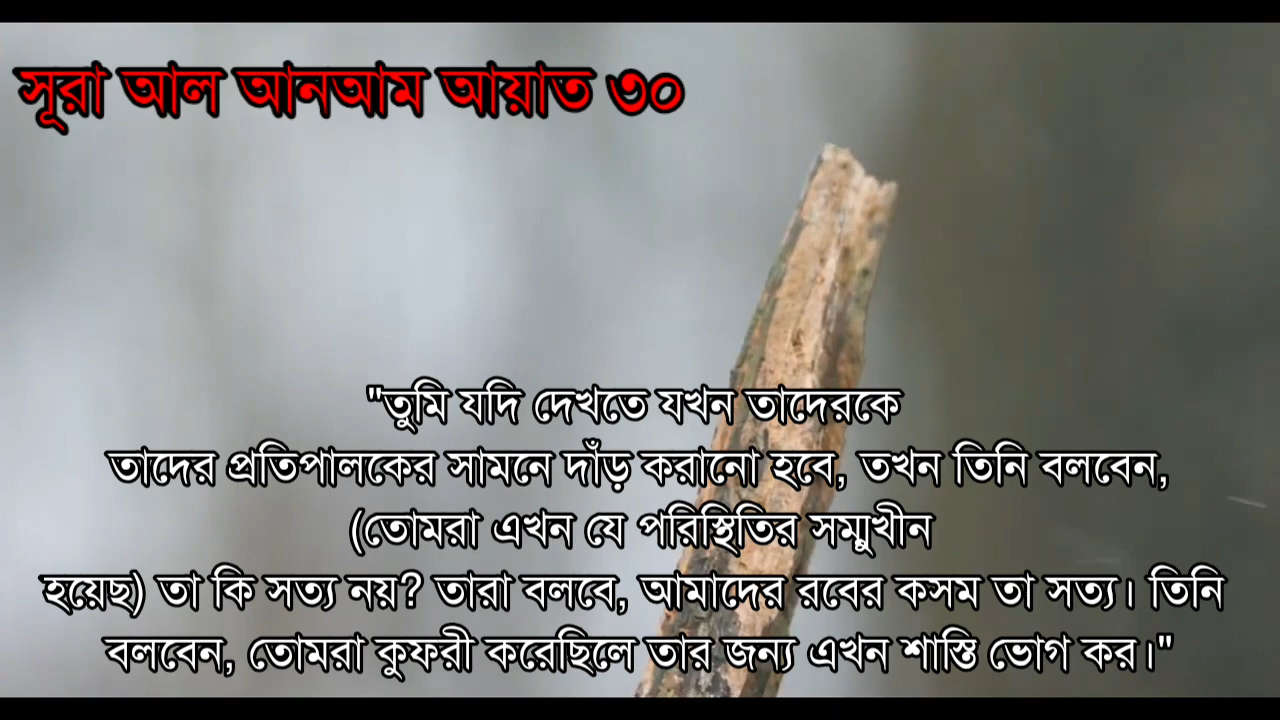 সূরা আল আনআম আয়াত ৩০
"তুমি যদি দেখতে যখন তাদেরকে
তাদের প্রতিপালকের সামনে দাঁড় করানো হবে, তখন তিনি বলবেন,
(তোমরা এখন যে পরিস্থিতির সম্মুখীন
হয়েছ) তা কি সত্য নয়? তারা বলবে, আমাদের রবের কসম তা সত্য। তিনি
বলবেন, তোমরা কুফরী করেছিলে তার জন্য এখন শাস্তি ভোগ কর।"